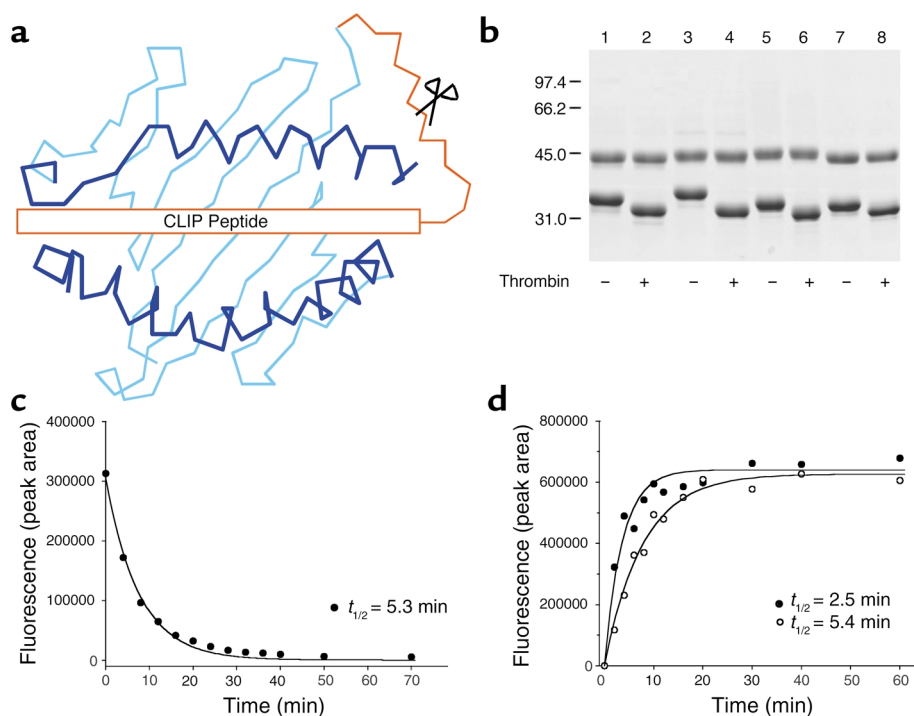 a
CLIP Peptide
b
1 2 3 4 5 6 7 8
97.4
66.2
45.0
31.0
Thrombin − + − + − + − +
c
Fluorescence (peak area)
400000
300000
200000
100000
0
t1/2 = 5.3 min
0 10 20 30 40 50 60 70
Time (min)
d
Fluorescence (peak area)
800000
600000
400000
200000
0
t1/2 = 2.5 min
t1/2 = 5.4 min
0 10 20 30 40 50 60
Time (min)